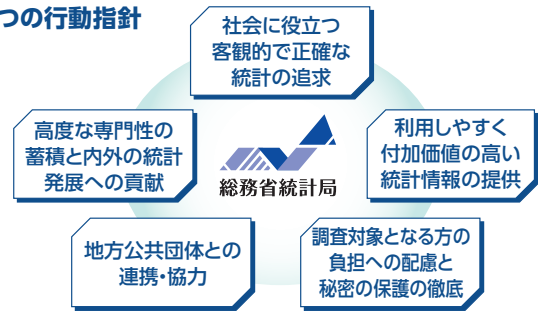 つの行動指針
社会に役立つ
客観的で正確な
統計の追求
高度な専門性の
蓄積と内外の統計
発展への貢献
総務省統計局
利用しやすく
付加価値の高い
統計情報の提供
地方公共団体との
連携・協力
調査対象となる方の
負担への配慮と
秘密の保護の徹底